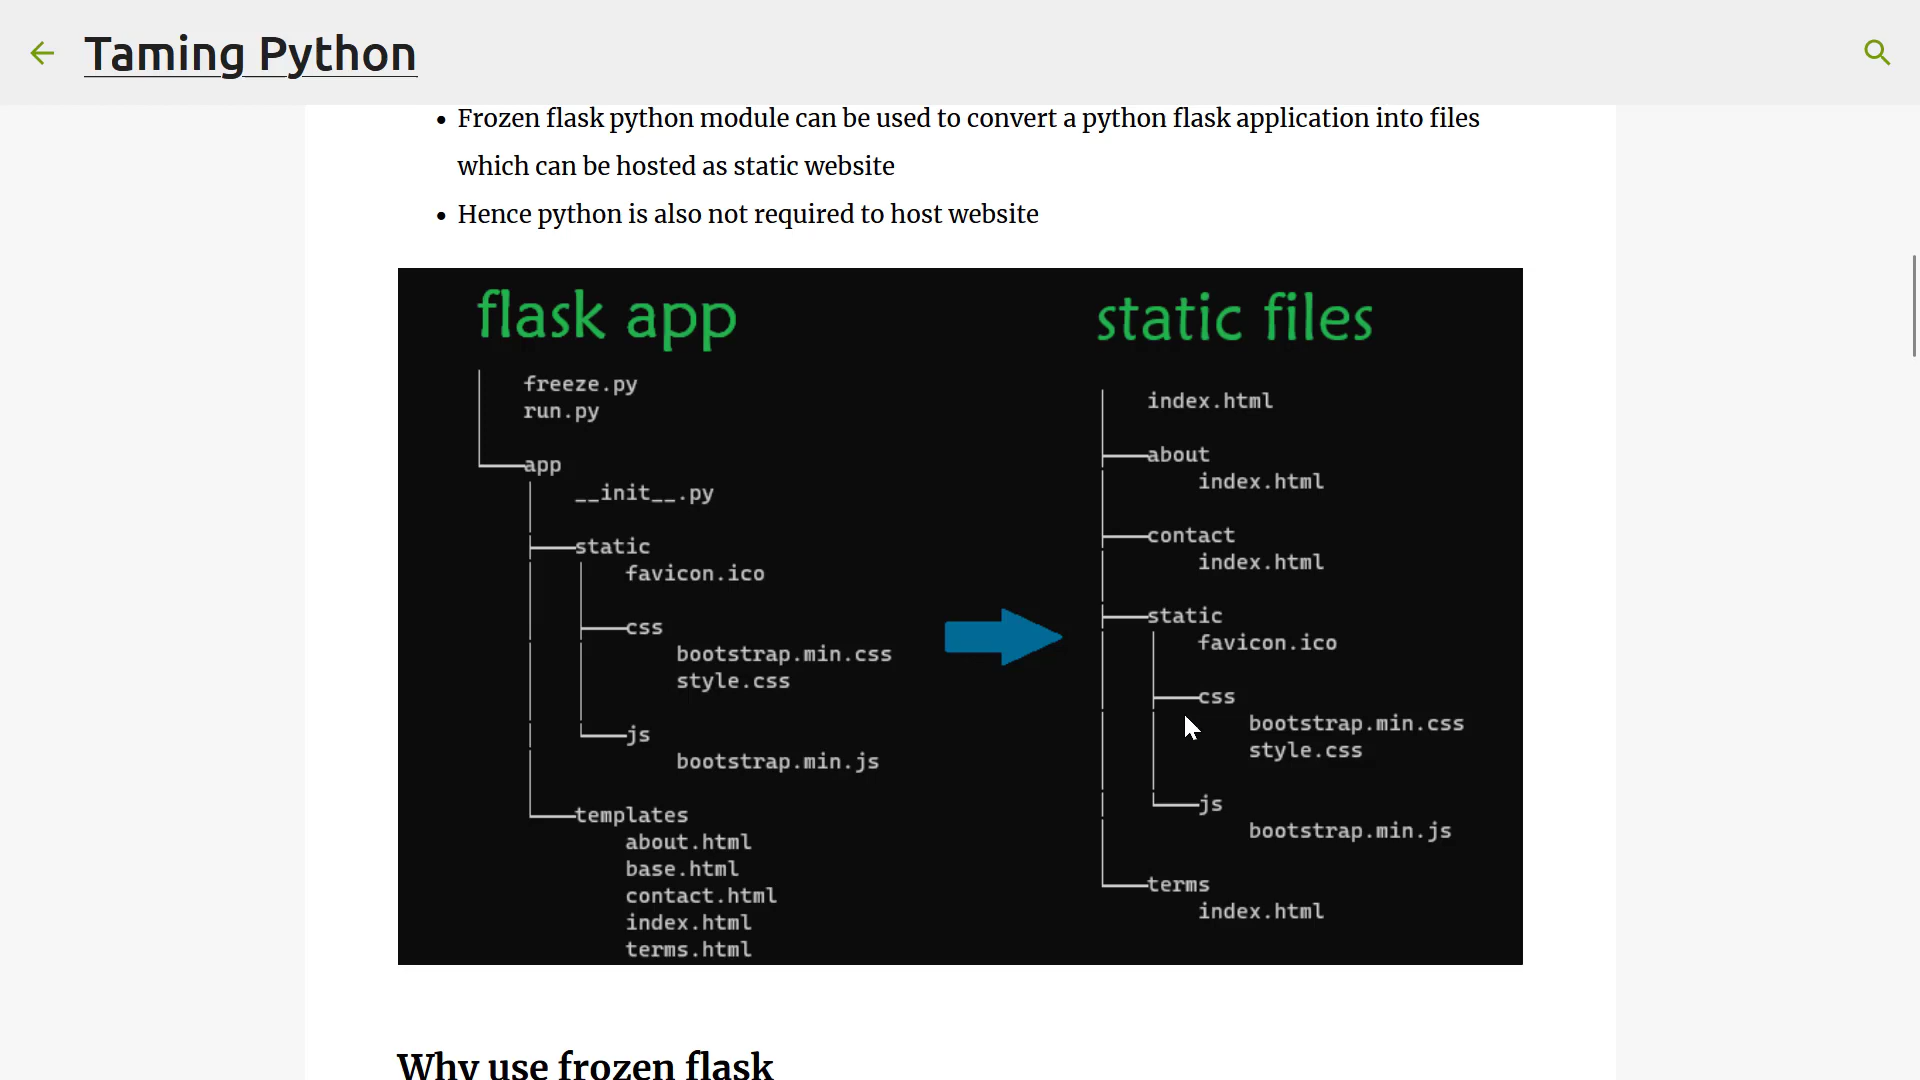 Taming Python
• Frozen flask python module can be used to convert a python flask application into files
which can be hosted as static website
• Hence python is also not required to host website
flask app
freeze.py
run.py
app
__init__.py
static
favicon.ico
css
bootstrap.min.css
style.css
js
bootstrap.min.js
templates
about.html
base.html
contact.html
index.html
terms.html
static files
index.html
about
index.html
contact
index.html
static
favicon.ico
css
bootstrap.min.css
style.css
js
bootstrap.min.js
terms
index.html
Why use frozen flask